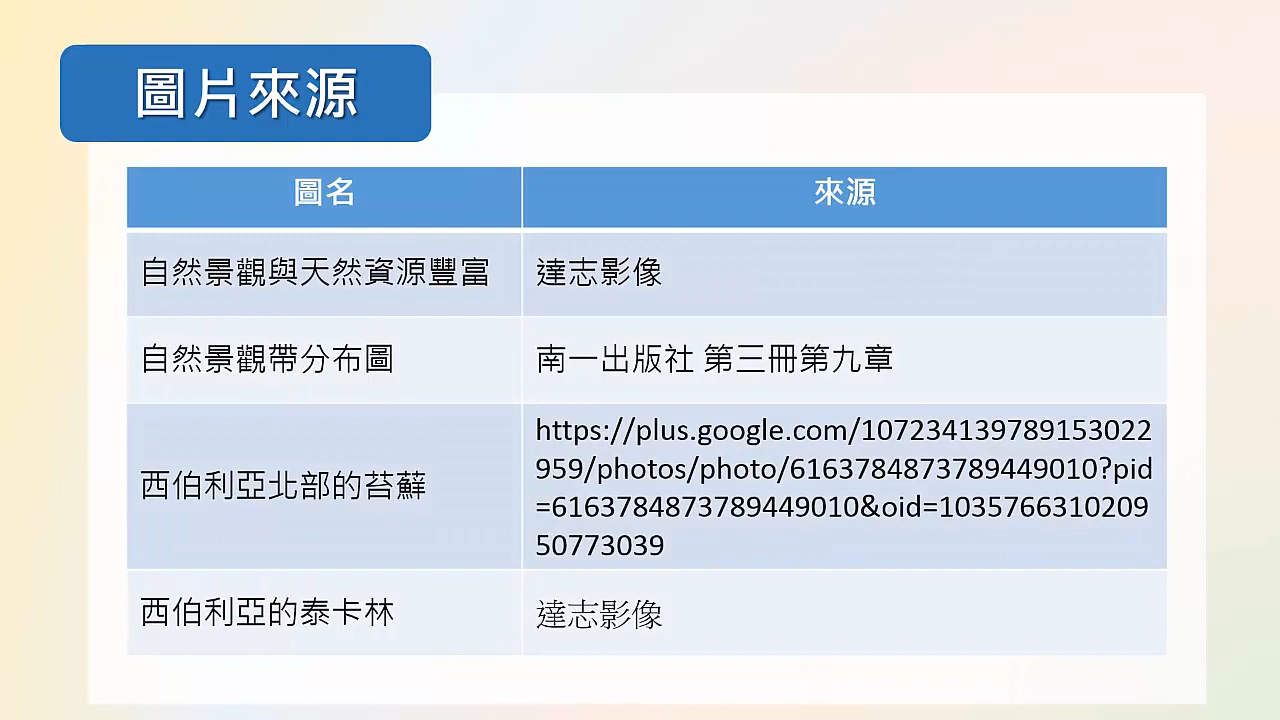 圖片來源
圖名
來源
自然景觀與天然資源豐富
達志影像
自然景觀帶分布圖
南一出版社 第三冊第九章
西伯利亞北部的苔蘚
https://plus.google.com/107234139789153022
959/photos/photo/6163784873789449010?pid
=6163784873789449010&oid=1035766310209
50773039
西伯利亞的泰卡林
達志影像